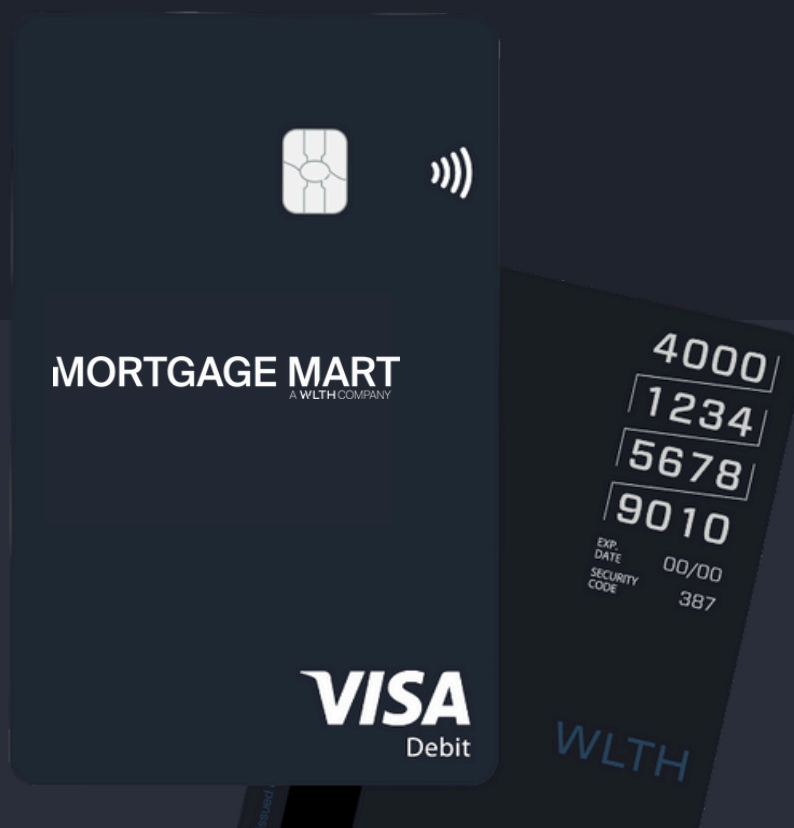 MORTGAGE MART
A WLTH COMPANY
VISA
Debit
4000
1234
5678
9010
EXP.
DATE
00/00
SECURITY
CODE
387
WLTH